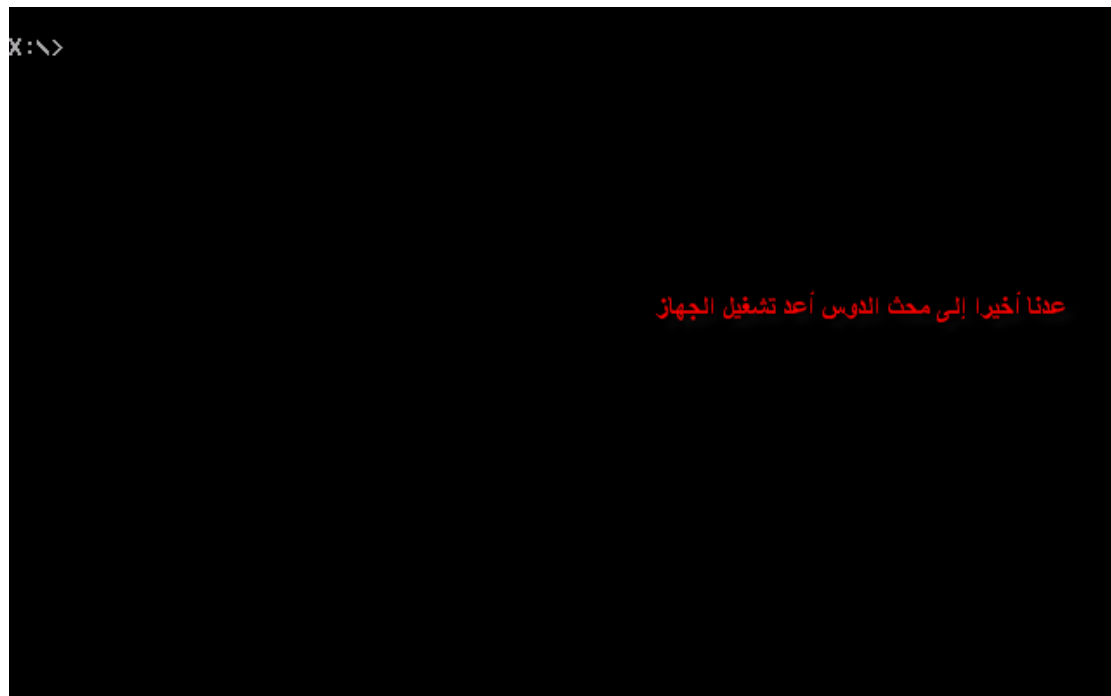 X:\>
عدنا أخيرا إلى محث الدوس أعد تشغيل الجهاز